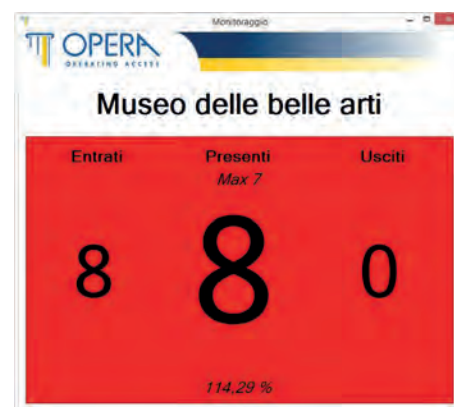 Monitoraggio
OPERA
OPERATING ACCESS
Museo delle belle arti
Entrati Presenti Usciti
Max 7
8 8 0
114,29 %